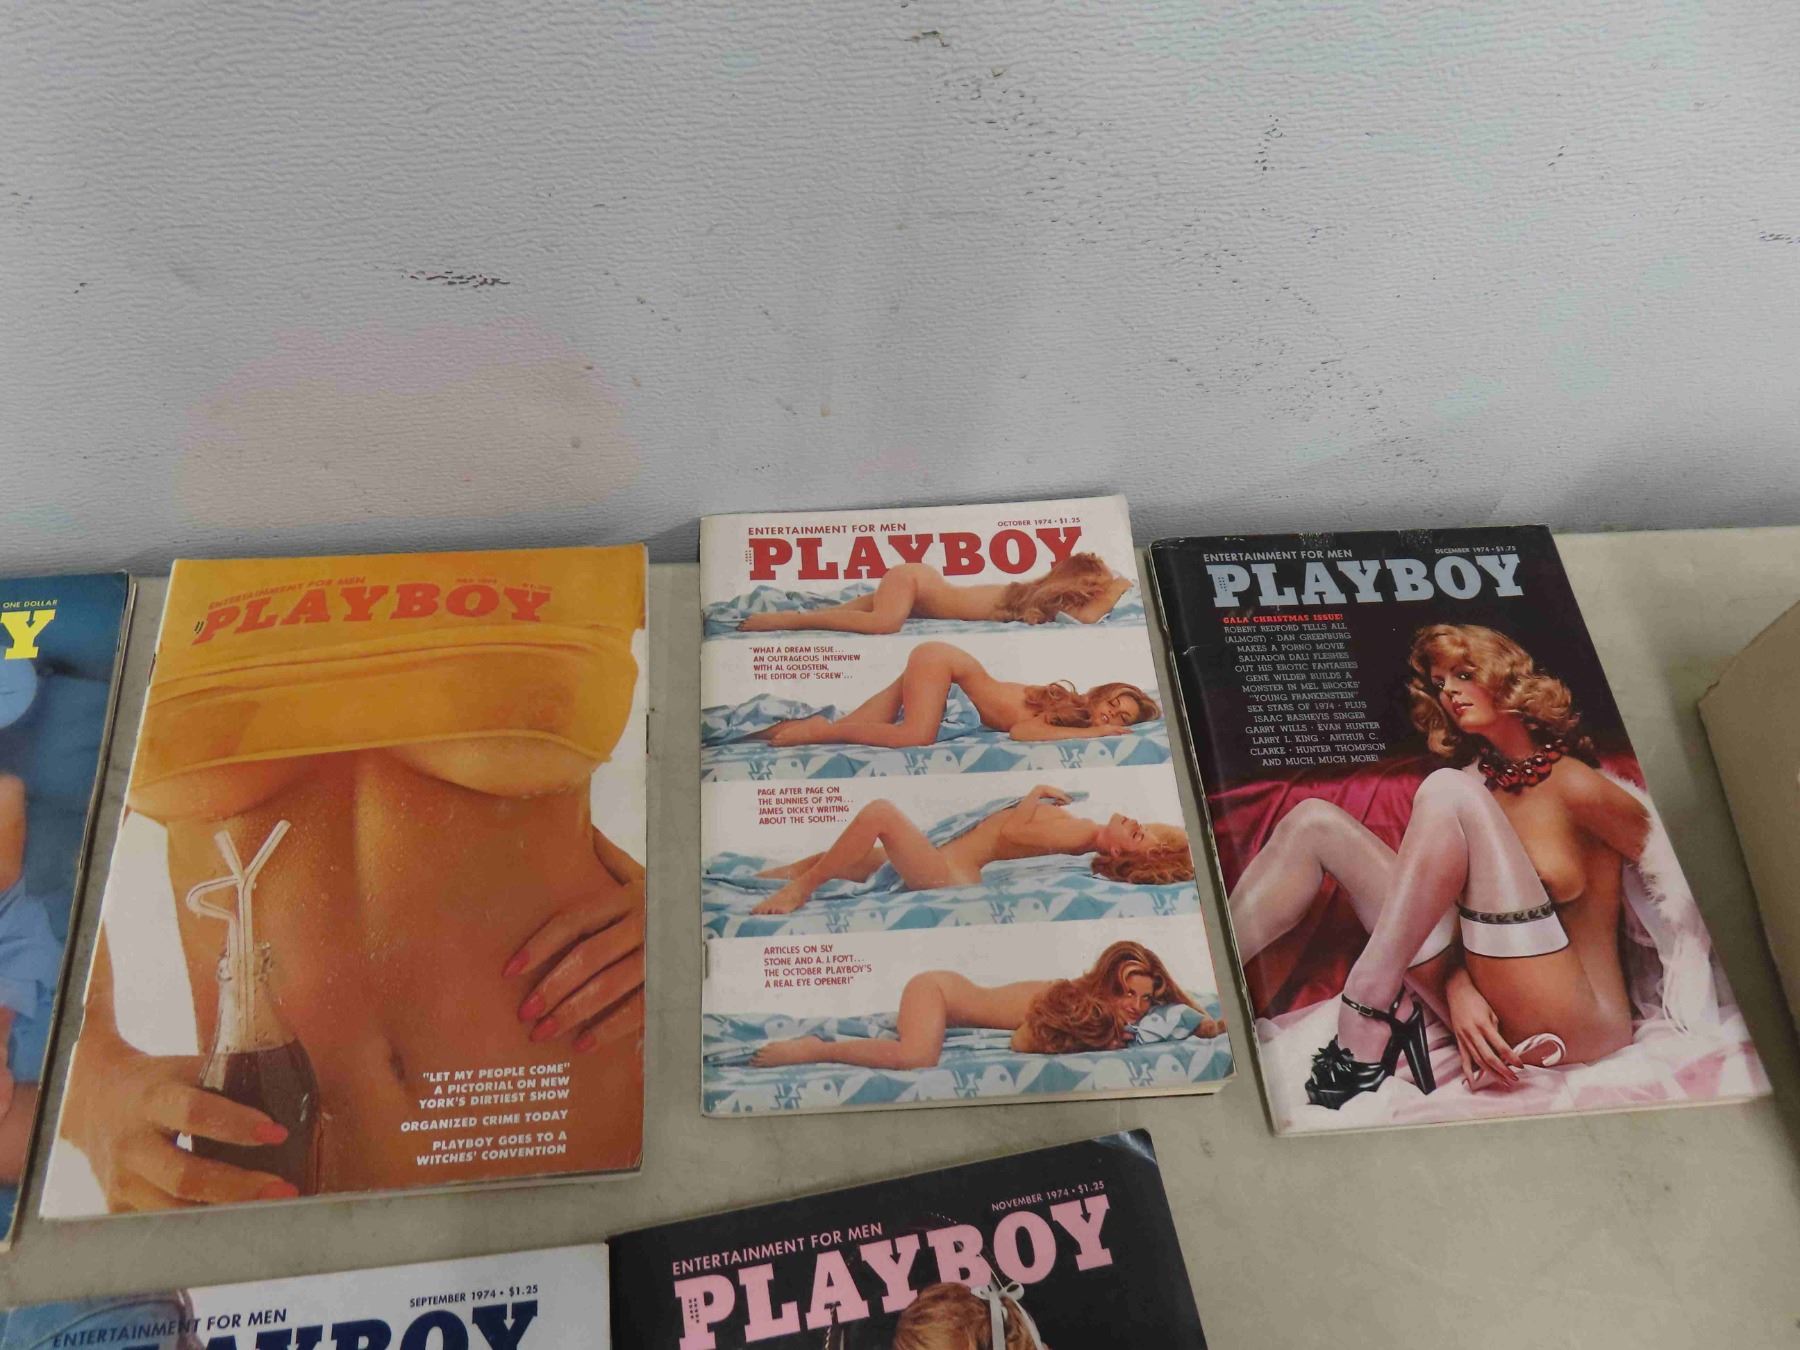 ONE DOLLAR
Y
ENTERTAINMENT FOR MEN
PLAYBOY
"LET MY PEOPLE COME"
A PICTORIAL ON NEW
YORK'S DIRTIEST SHOW
ORGANIZED CRIME TODAY
PLAYBOY GOES TO A
WITCHES' CONVENTION
ENTERTAINMENT FOR MEN
OCTOBER 1974 • $1.25
PLAYBOY
"WHAT A DREAM ISSUE...
AN OUTRAGEOUS INTERVIEW
WITH AL GOLDSTEIN,
THE EDITOR OF 'SCREW'...
PAGE AFTER PAGE ON
THE BUNNIES OF 1974...
JAMES DICKEY WRITING
ABOUT THE SOUTH...
ARTICLES ON SLY
STONE AND A. J. FOYT...
THE OCTOBER PLAYBOY'S
A REAL EYE OPENER!"
ENTERTAINMENT FOR MEN
DECEMBER 1974 • $1.75
PLAYBOY
GALA CHRISTMAS ISSUE!
ROBERT REDFORD TELLS ALL
(ALMOST) • DAN GREENBURG
MAKES A PORNO MOVIE
SALVADOR DALI FLESHES
OUT HIS EROTIC FANTASIES
GENE WILDER BUILDS A
MONSTER IN MEL BROOKS'
"YOUNG FRANKENSTEIN"
SEX STARS OF 1974 • PLUS
ISAAC BASHEVIS SINGER
GARRY WILLS • EVAN HUNTER
LARRY L. KING • ARTHUR C.
CLARKE • HUNTER THOMPSON
AND MUCH, MUCH MORE!
ENTERTAINMENT FOR MEN
SEPTEMBER 1974 • $1.25
LAYBOY
ENTERTAINMENT FOR MEN
NOVEMBER 1974 • $1.25
PLAYBOY